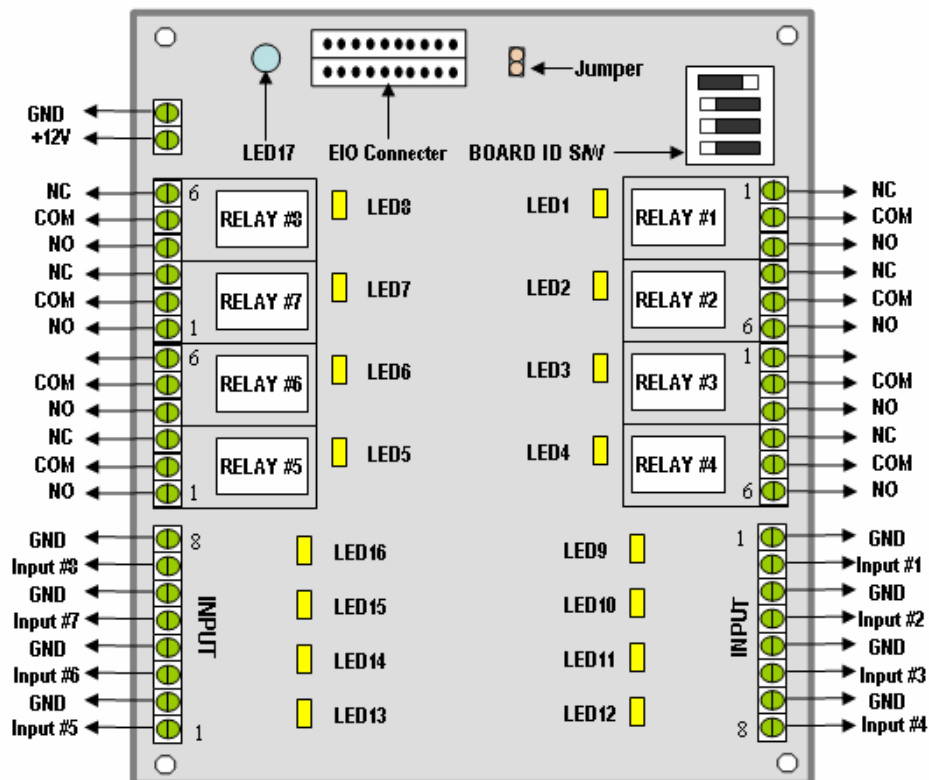 Jumper
GND
+12V
LED17 EIO Connecter BOARD ID S/W
NC 6 RELAY #8 LED8 LED1 RELAY #1 1 NC
COM COM
NO NO
NC RELAY #7 LED7 LED2 RELAY #2 NC
COM COM
NO 1 6 NO
6 RELAY #6 LED6 LED3 RELAY #3 1
COM COM
NO NO
NC RELAY #5 LED5 LED4 RELAY #4 NC
COM COM
NO 1 6 NO
GND 8 LED16 LED9 1 GND
Input #8 Input #1
GND INPUT LED15 LED10 INPUT GND
Input #7 Input #2
GND LED14 LED11 GND
Input #6 Input #3
GND LED13 LED12 GND
Input #5 1 8 Input #4